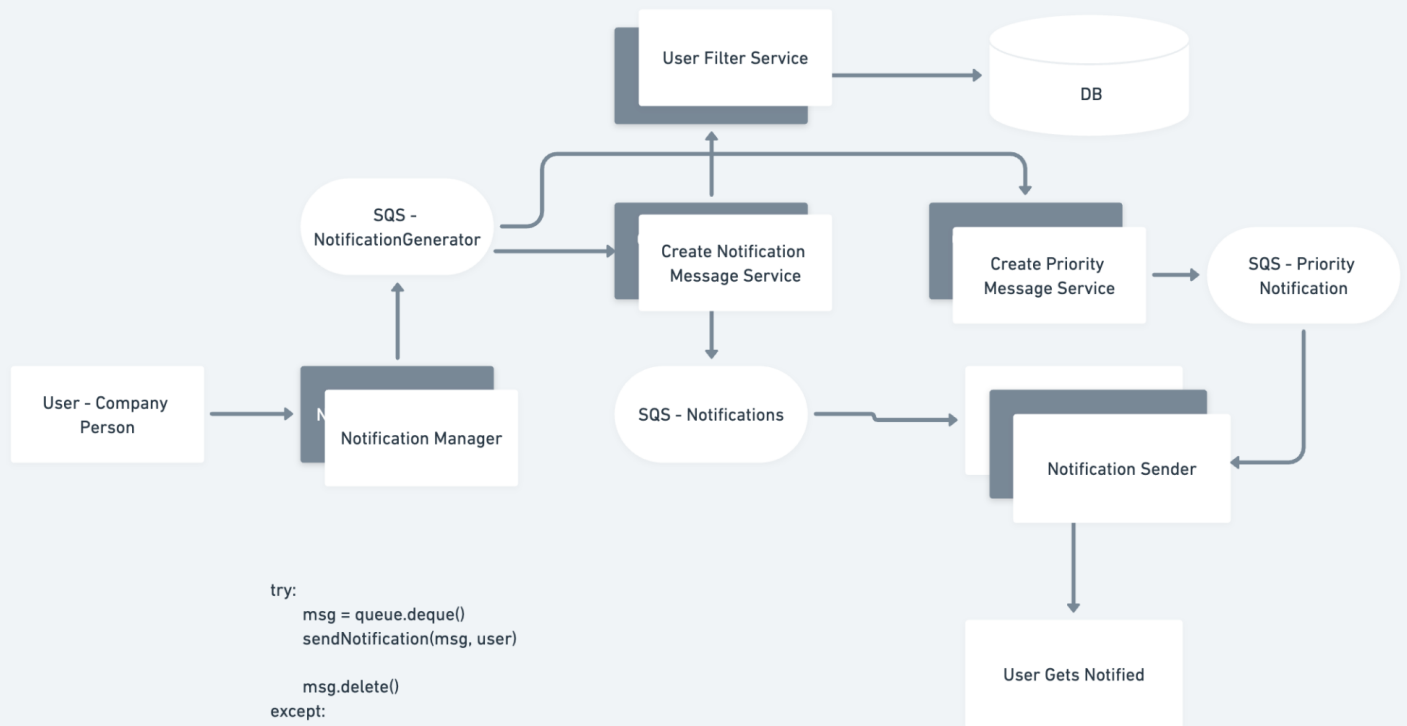 User Filter Service
DB
SQS -
NotificationGenerator
Create Notification
Message Service
Create Priority
Message Service
SQS - Priority
Notification
User - Company
Person
N
Notification Manager
SQS - Notifications
Notification Sender
try:
msg = queue.deque()
sendNotification(msg, user)
msg.delete()
except:
User Gets Notified